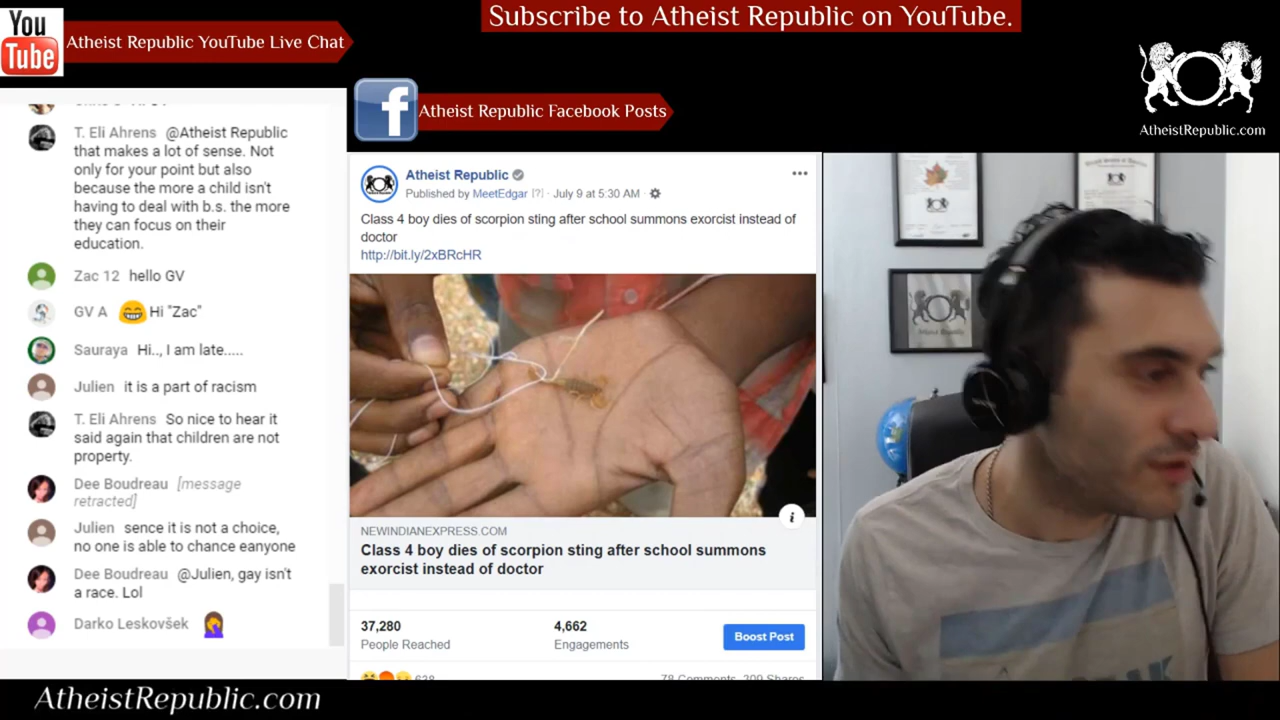 Subscribe to Atheist Republic on YouTube.
You
Tube
Atheist Republic YouTube Live Chat
Atheist Republic Facebook Posts
AtheistRepublic.com
T. Eli Ahrens @Atheist Republic
that makes a lot of sense. Not
only for your point but also
because the more a child isn't
having to deal with b.s. the more
they can focus on their
education.
Zac 12 hello GV
GV A 😁 Hi "Zac"
Sauraya Hi.., I am late.....
Julien it is a part of racism
T. Eli Ahrens So nice to hear it
said again that children are not
property.
Dee Boudreau [message
retracted]
Julien sence it is not a choice,
no one is able to chance eanyone
Dee Boudreau @Julien, gay isn't
a race. Lol
Darko Leskovšek 🤦‍♀️
f
Atheist Republic
Published by MeetEdgar [?] · July 9 at 5:30 AM ·
Class 4 boy dies of scorpion sting after school summons exorcist instead of
doctor
http://bit.ly/2xBRcHR
i
NEWINDIANEXPRESS.COM
Class 4 boy dies of scorpion sting after school summons
exorcist instead of doctor
37,280
People Reached
4,662
Engagements
Boost Post
638
78 Comments 309 Shares
Atheist Republic
AtheistRepublic.com